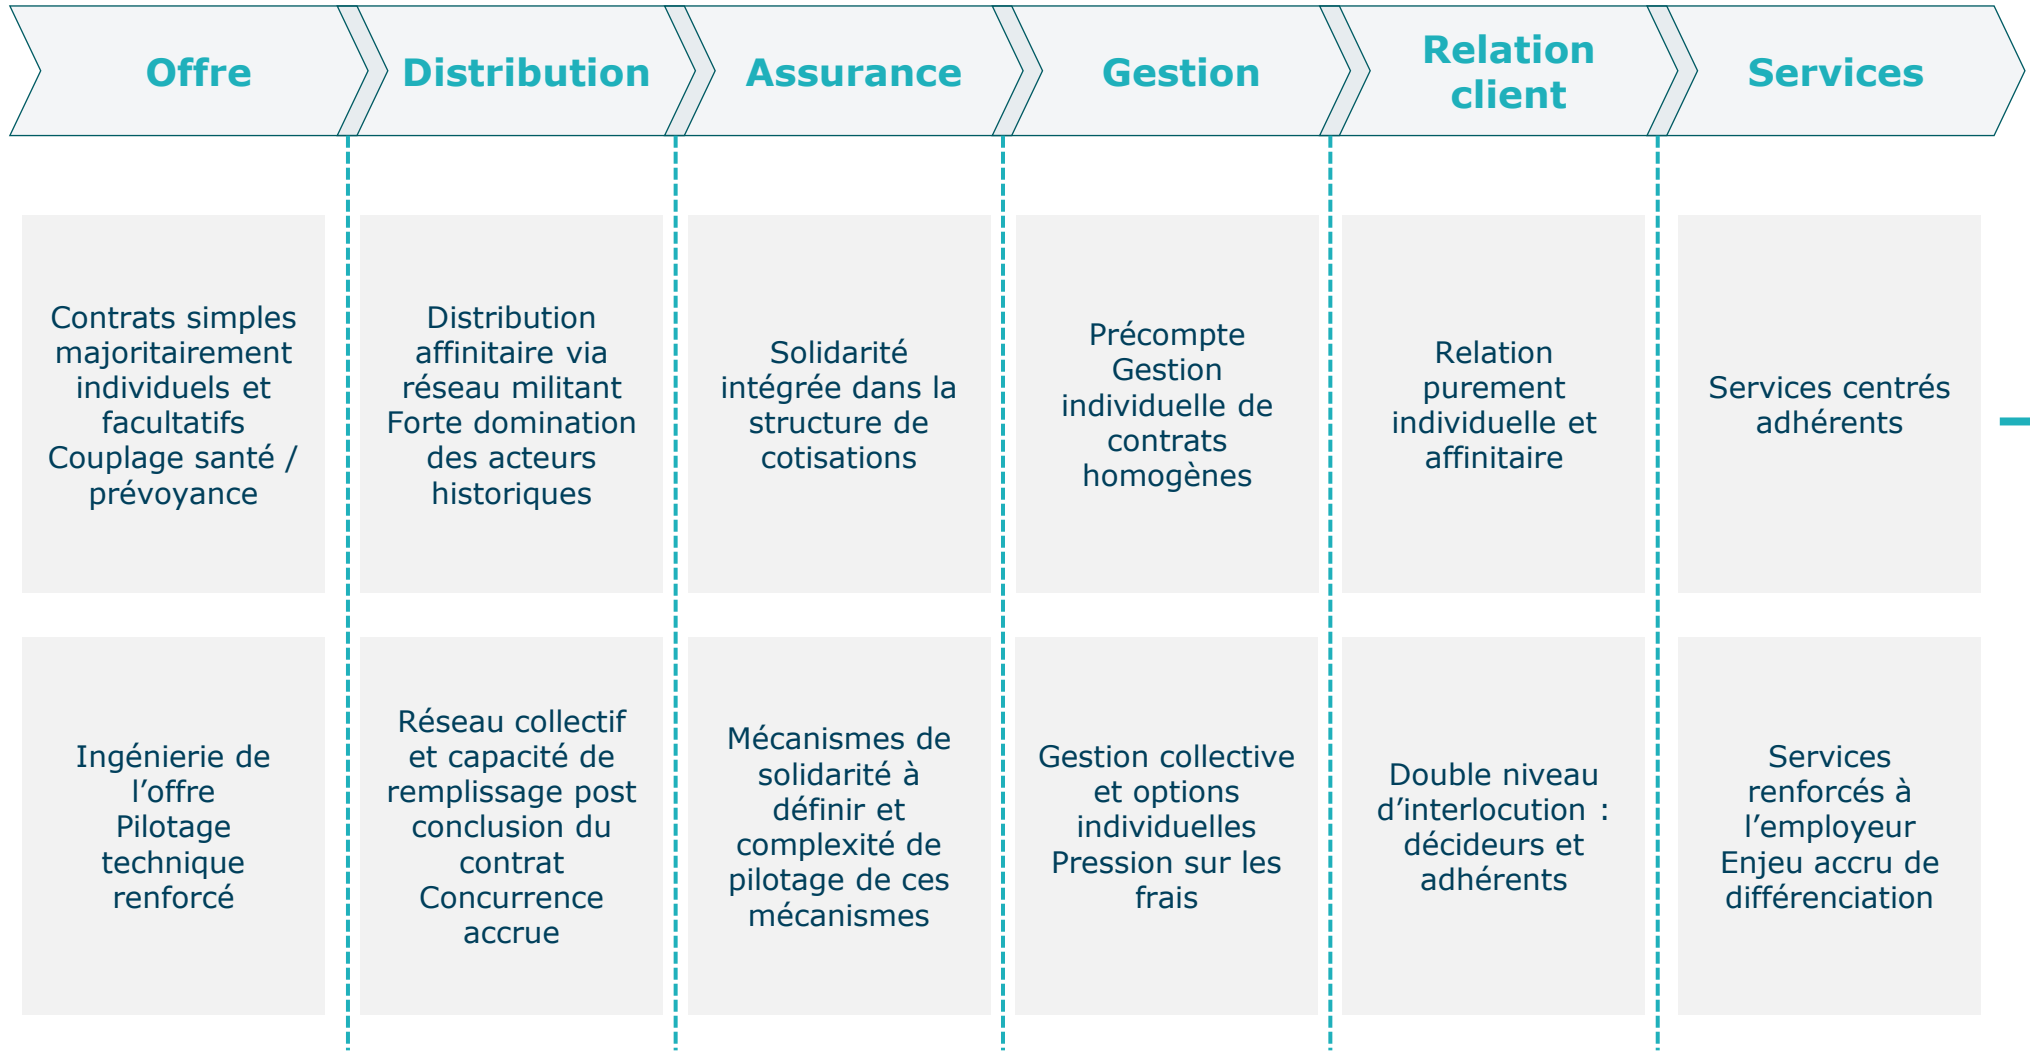 Offre
Distribution
Assurance
Gestion
Relation
client
Services
Contrats simples
majoritairement
individuels et
facultatifs
Couplage santé /
prévoyance
Distribution
affinitaire via
réseau militant
Forte domination
des acteurs
historiques
Solidarité
intégrée dans la
structure de
cotisations
Précompte
Gestion
individuelle de
contrats
homogènes
Relation
purement
individuelle et
affinitaire
Services centrés
adhérents
Ingénierie de
l’offre
Pilotage
technique
renforcé
Réseau collectif
et capacité de
remplissage post
conclusion du
contrat
Concurrence
accrue
Mécanismes de
solidarité à
définir et
complexité de
pilotage de ces
mécanismes
Gestion collective
et options
individuelles
Pression sur les
frais
Double niveau
d’interlocution :
décideurs et
adhérents
Services
renforcés à
l’employeur
Enjeu accru de
différenciation